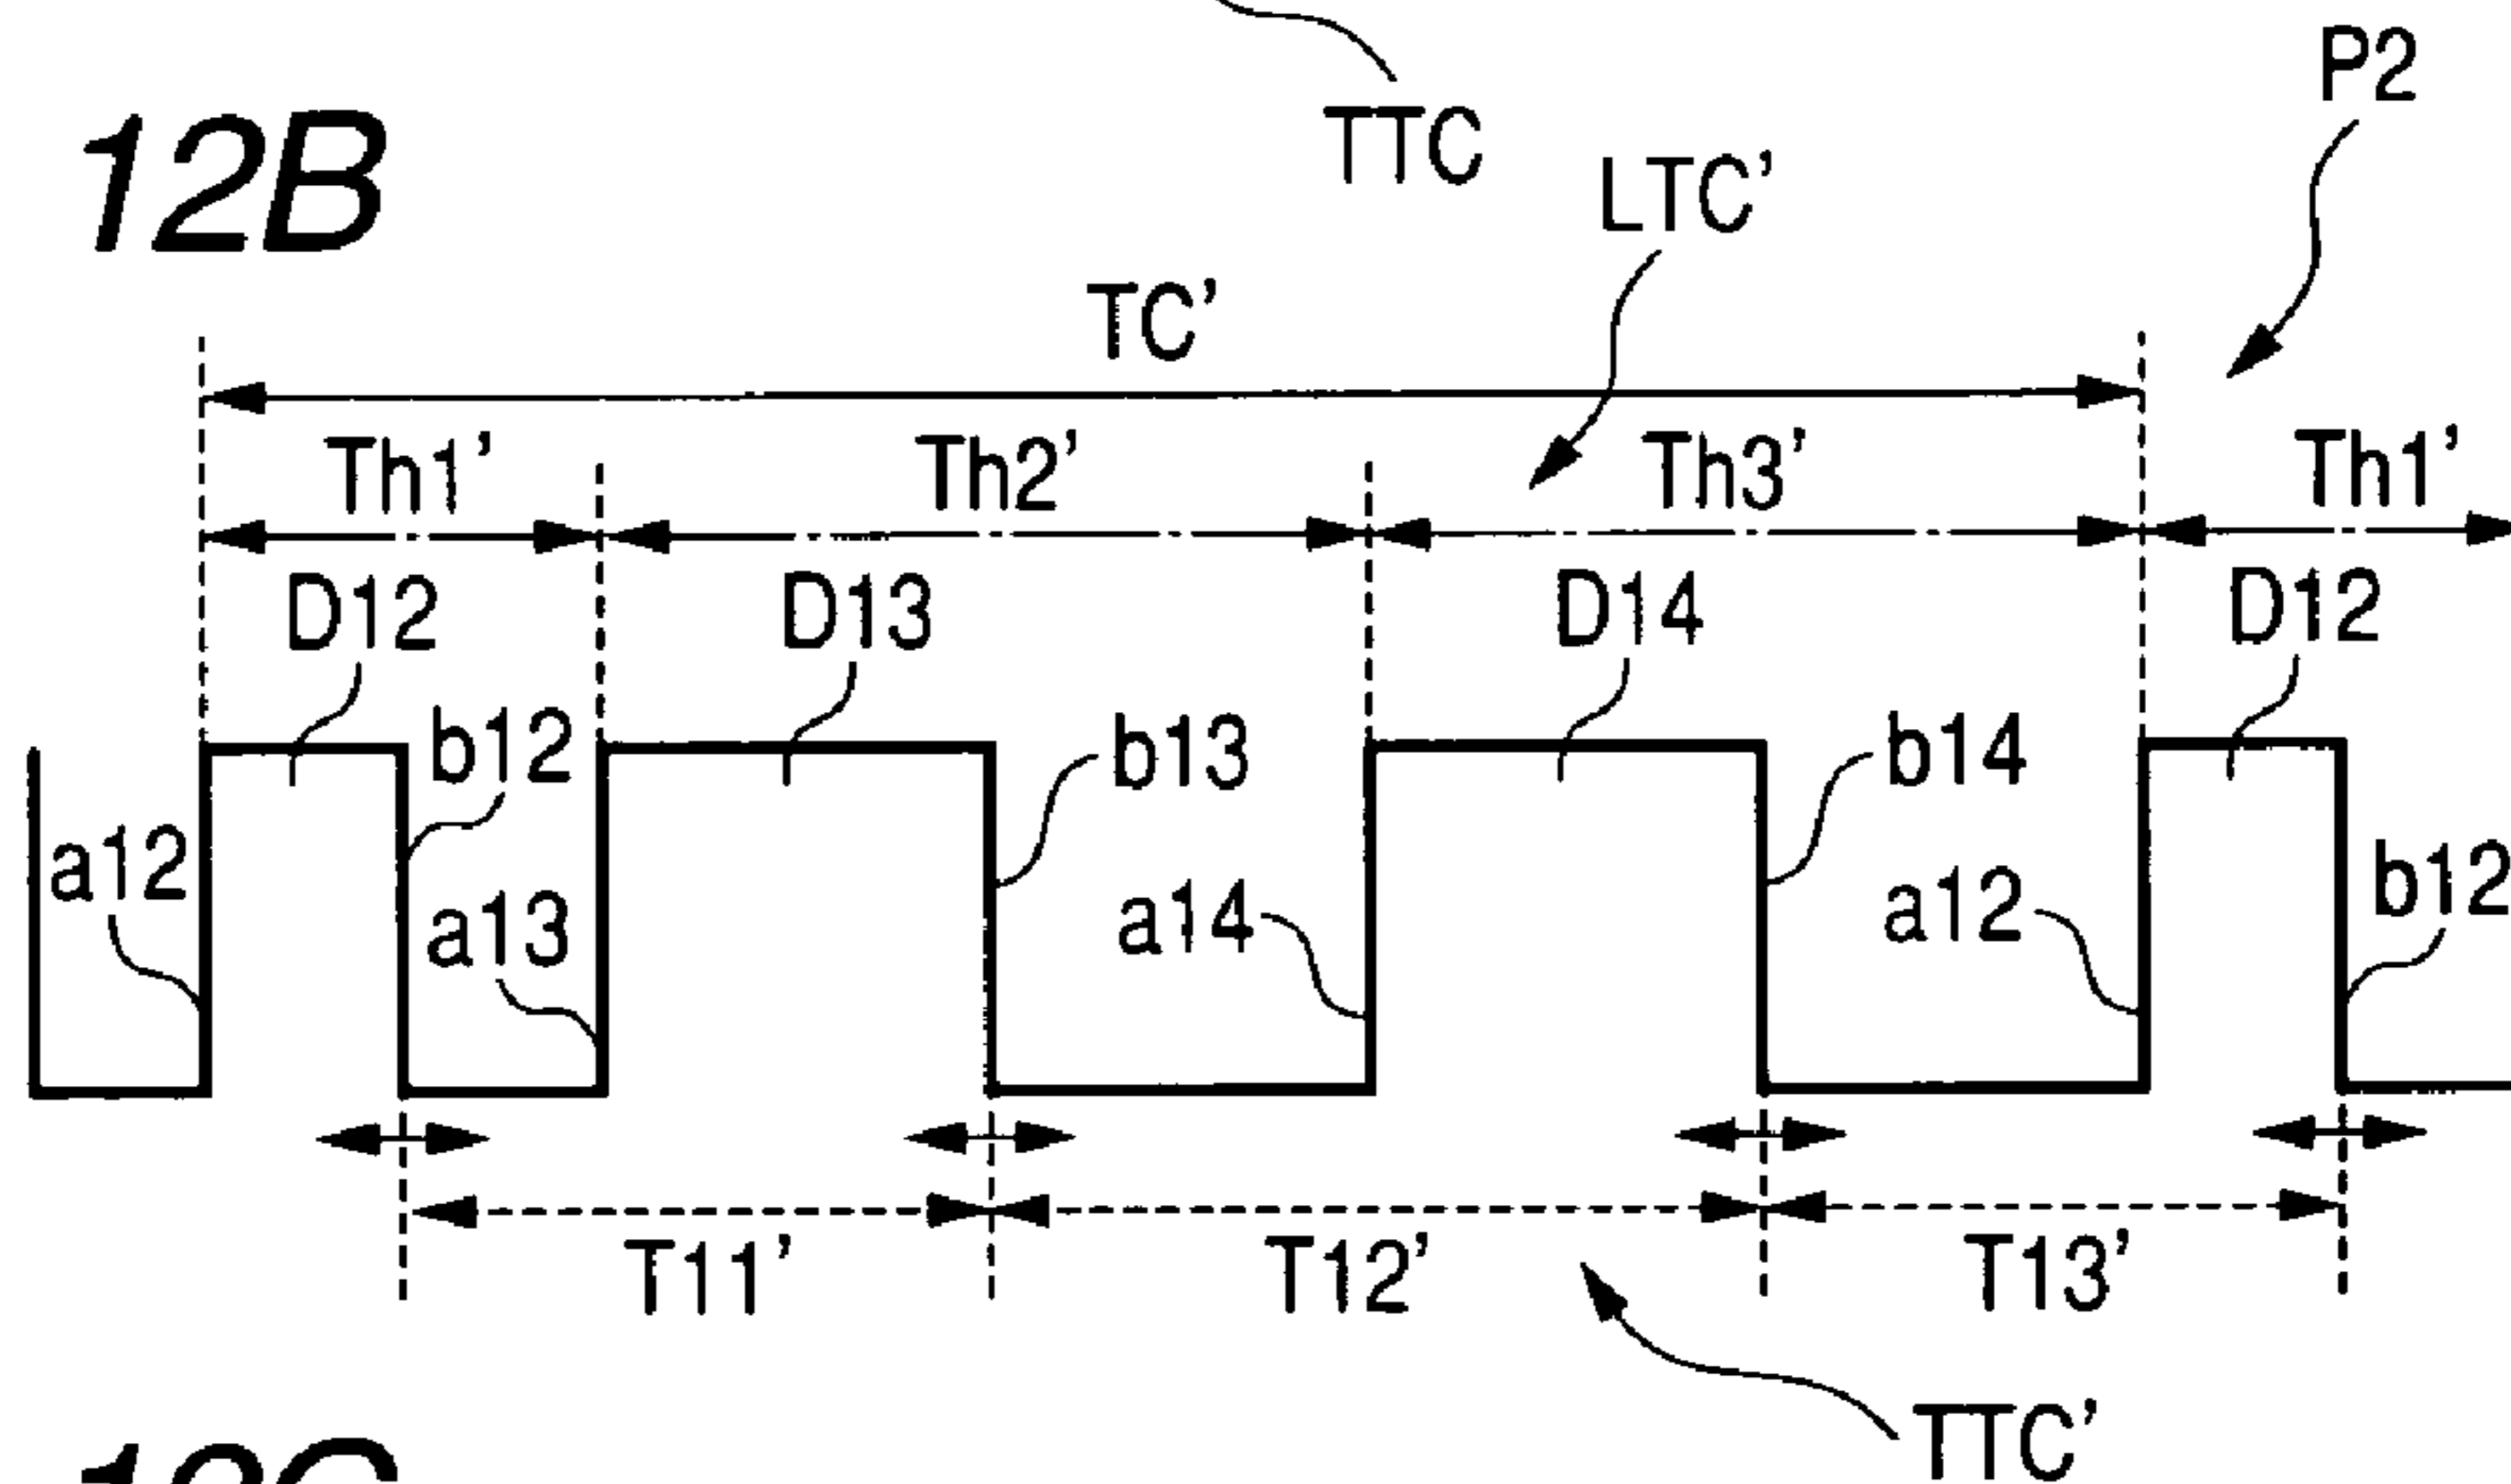 P2
12B
TTC
LTC'
TC'
Th1' Th2' Th3' Th1'
D12 D13 D14 D12
b12 b13 b14
a12 a13 a14 a12 b12
T11' T12' T13'
TTC'